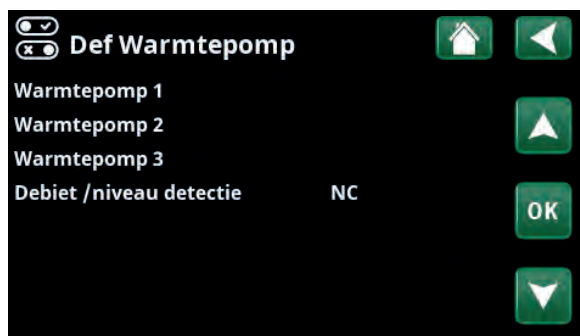 Def Warmtepomp
Warmtepomp 1
Warmtepomp 2
Warmtepomp 3
Debiet /niveau detectie NC
OK